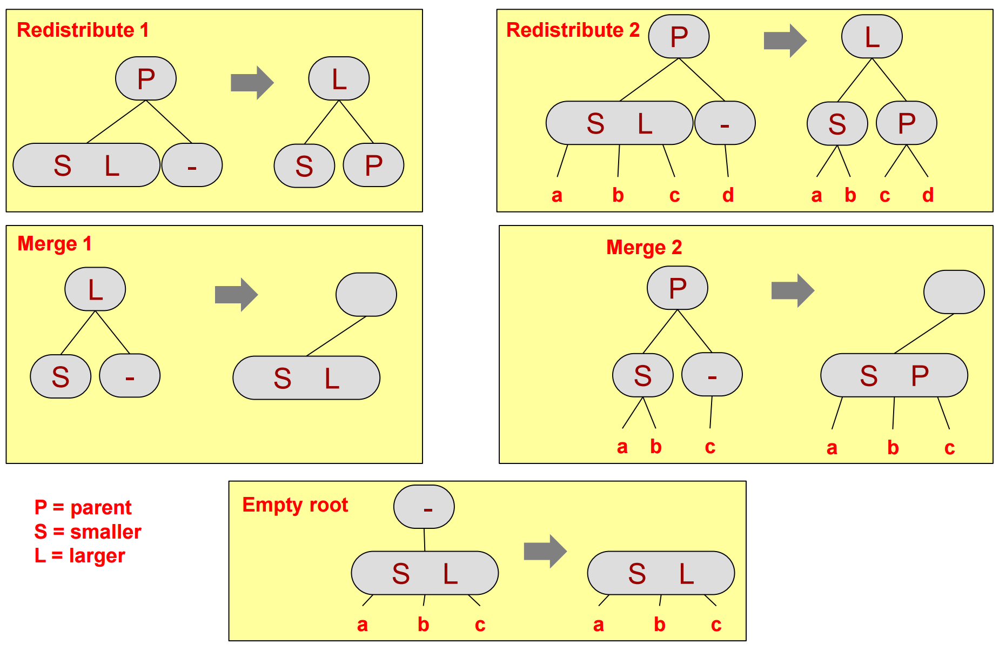 Redistribute 1
P
L
S L -
S P
Redistribute 2
P
L
S L -
S P
a b c d
a b c d
Merge 1
L
S -
S L
Merge 2
P
S -
S P
a b c
a b c
P = parent
S = smaller
L = larger
Empty root
-
S L
S L
a b c
a b c